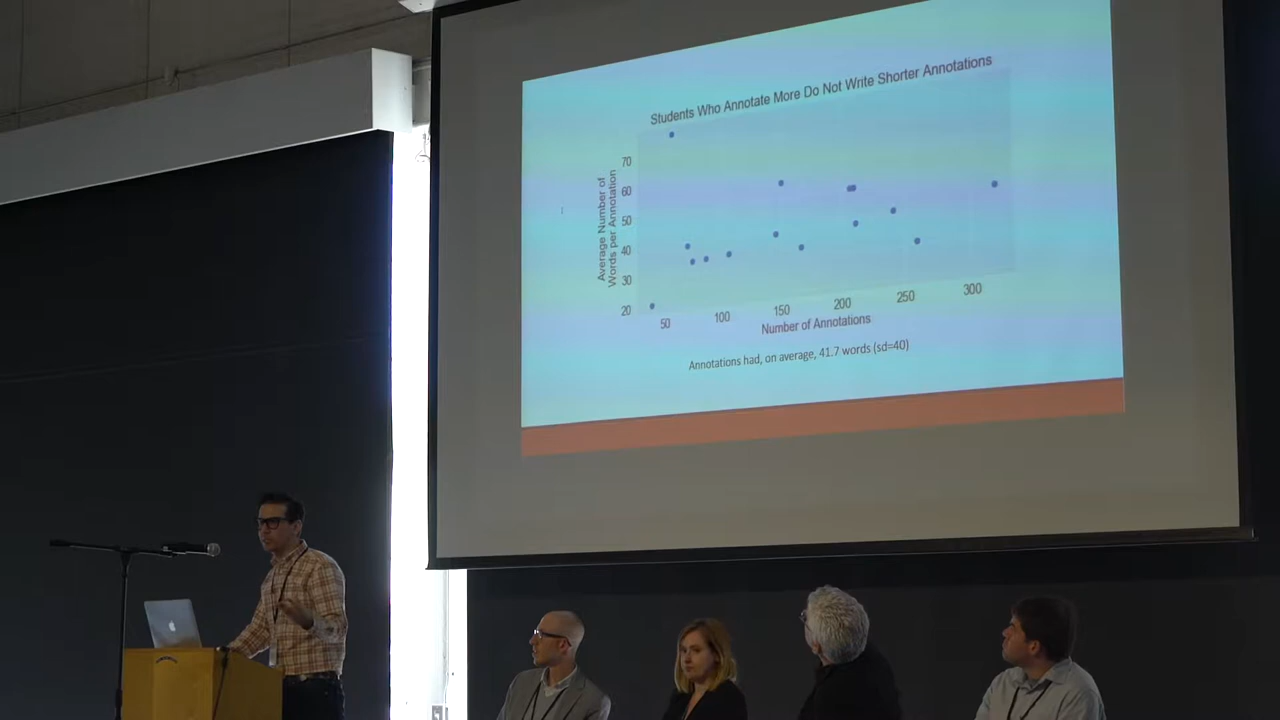 Students Who Annotate More Do Not Write Shorter Annotations
Average Number of
Words per Annotation
70
60
50
40
30
20
50
100
150
200
250
300
Number of Annotations
Annotations had, on average, 41.7 words (sd=40)